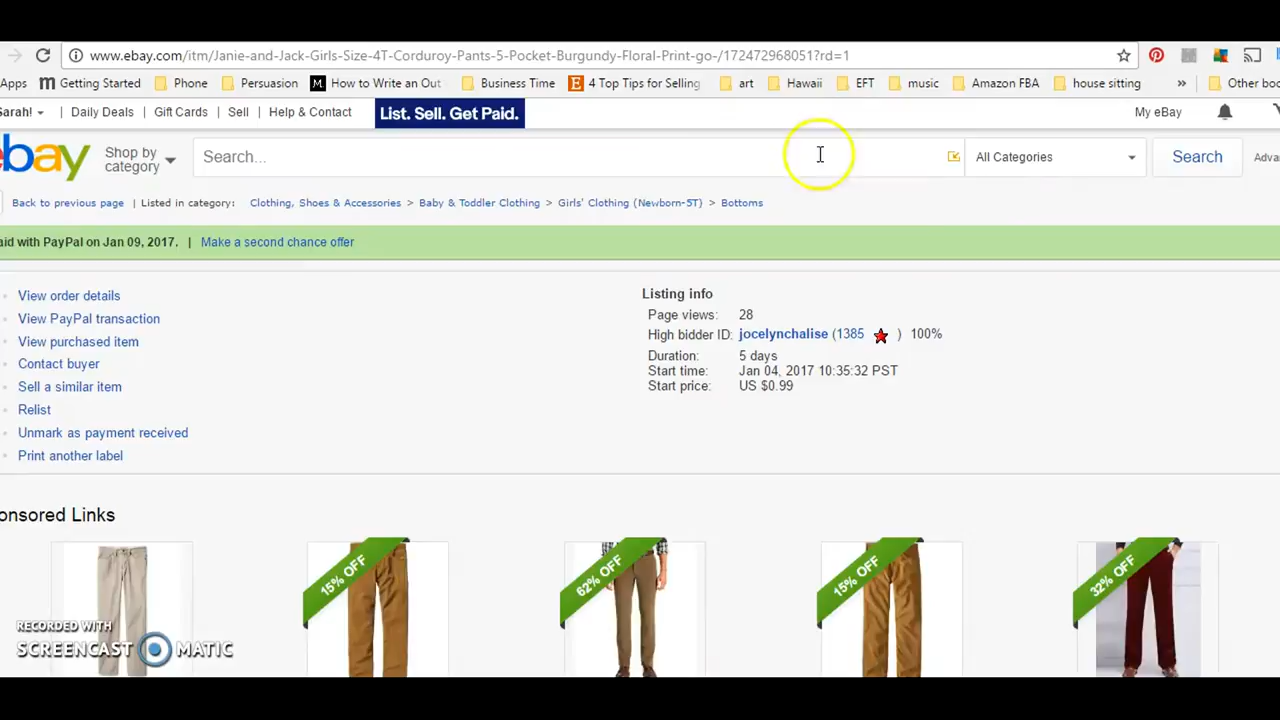 www.ebay.com/itm/Janie-and-Jack-Girls-Size-4T-Corduroy-Pants-5-Pocket-Burgundy-Floral-Print-go-/172472968051?rd=1
Apps Getting Started Phone Persuasion M How to Write an Out Business Time E 4 Top Tips for Selling art Hawaii EFT music Amazon FBA house sitting » Other boo
Sarah! | Daily Deals | Gift Cards | Sell | Help & Contact List. Sell. Get Paid. My eBay
ebay Shop by category Search... All Categories Search Adva
Back to previous page | Listed in category: Clothing, Shoes & Accessories > Baby & Toddler Clothing > Girls' Clothing (Newborn-5T) > Bottoms
aid with PayPal on Jan 09, 2017. | Make a second chance offer
View order details
View PayPal transaction
View purchased item
Contact buyer
Sell a similar item
Relist
Unmark as payment received
Print another label
Listing info
Page views: 28
High bidder ID: jocelynchalise (1385 ) 100%
Duration: 5 days
Start time: Jan 04, 2017 10:35:32 PST
Start price: US $0.99
onsored Links
15% OFF 62% OFF 15% OFF 32% OFF
RECORDED WITH
SCREENCAST MATIC